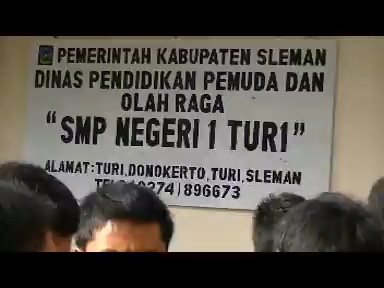 PEMERINTAH KABUPATEN SLEMAN
DINAS PENDIDIKAN PEMUDA DAN
OLAH RAGA
"SMP NEGERI 1 TURI"
ALAMAT: TURI, DONOKERTO, TURI, SLEMAN
(0274) 896673